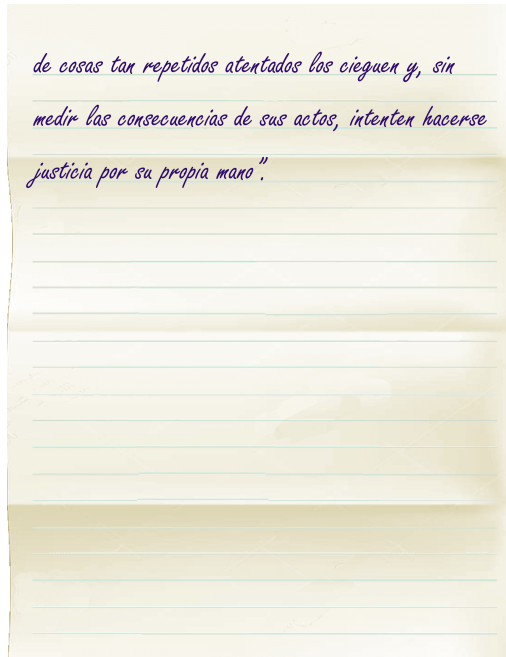 de cosas tan repetidos atentados los cieguen y, sin
medir las consecuencias de sus actos, intenten hacerse
justicia por su propia mano”.